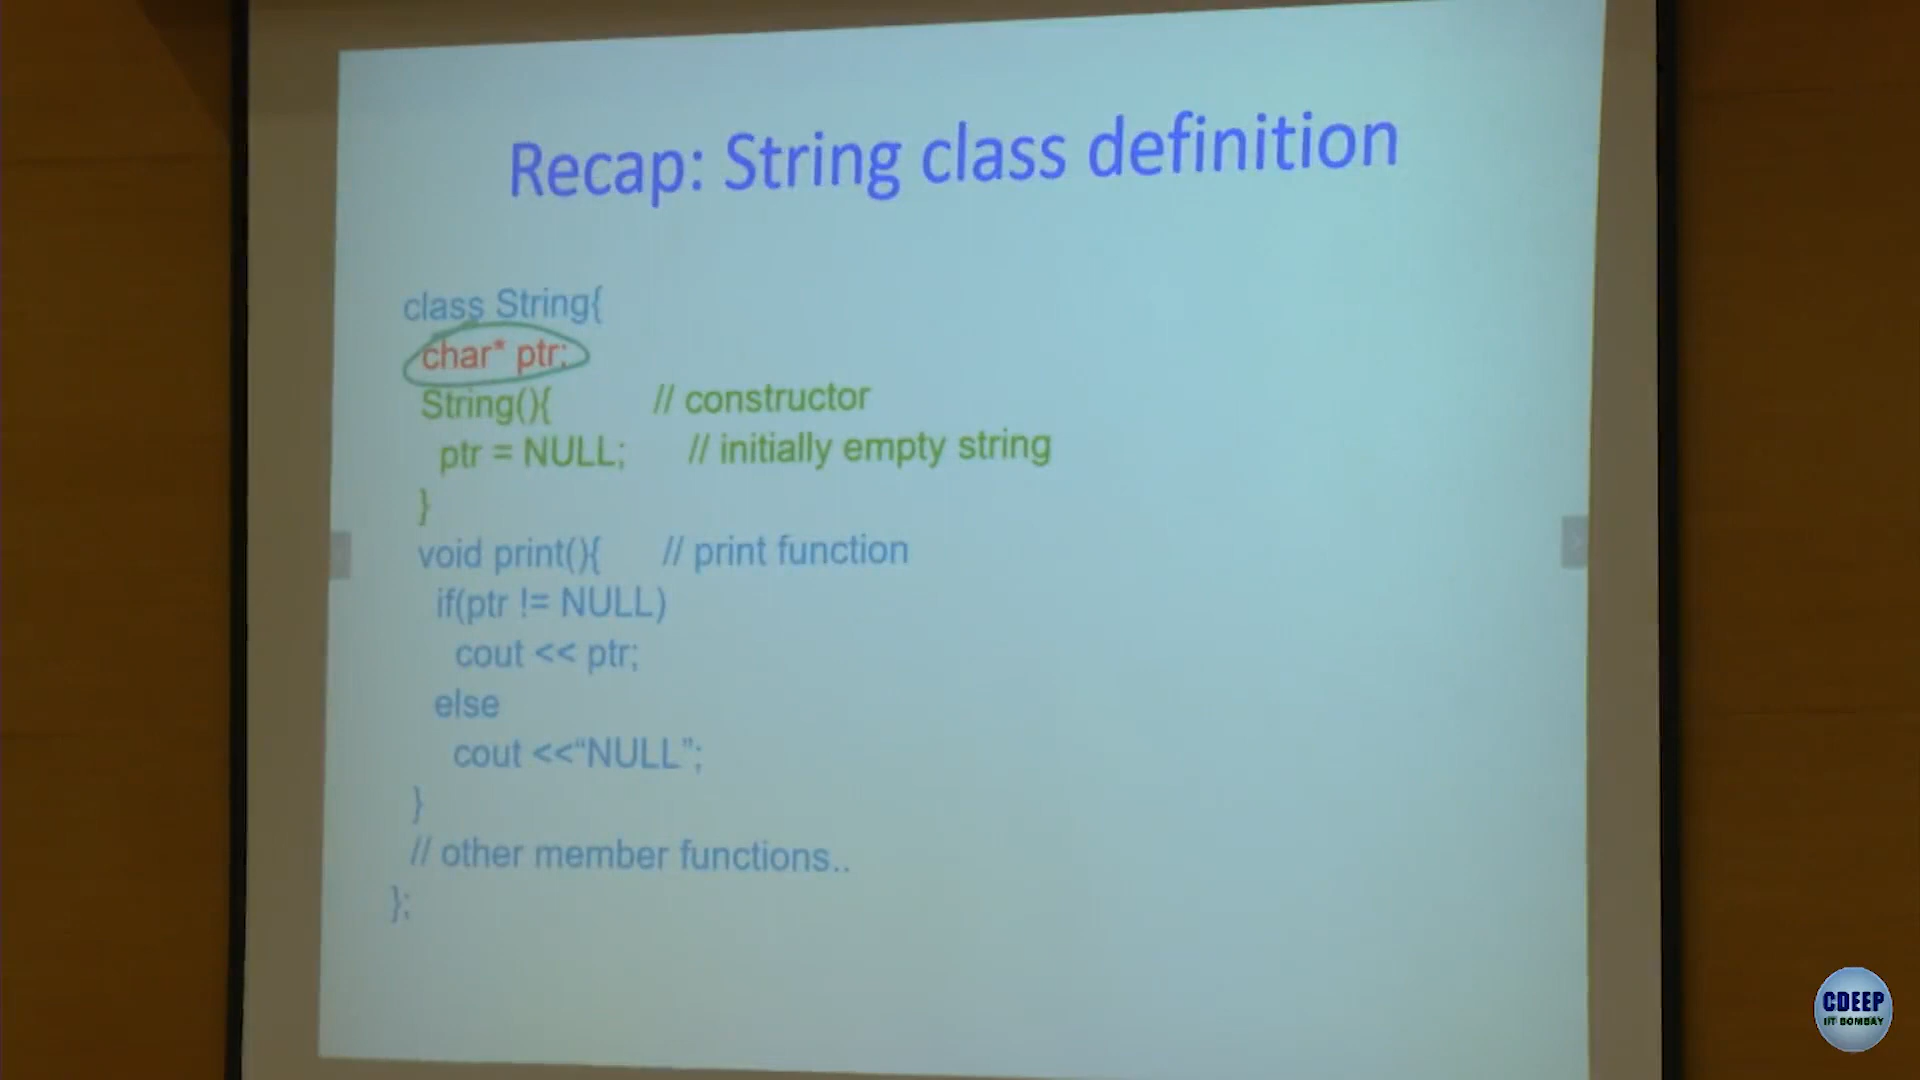 Recap: String class definition
class String{
char* ptr;
String(){ // constructor
ptr = NULL; // initially empty string
}
void print(){ // print function
if(ptr != NULL)
cout << ptr;
else
cout <<“NULL”;
}
// other member functions..
};
CDEEP
IIT BOMBAY